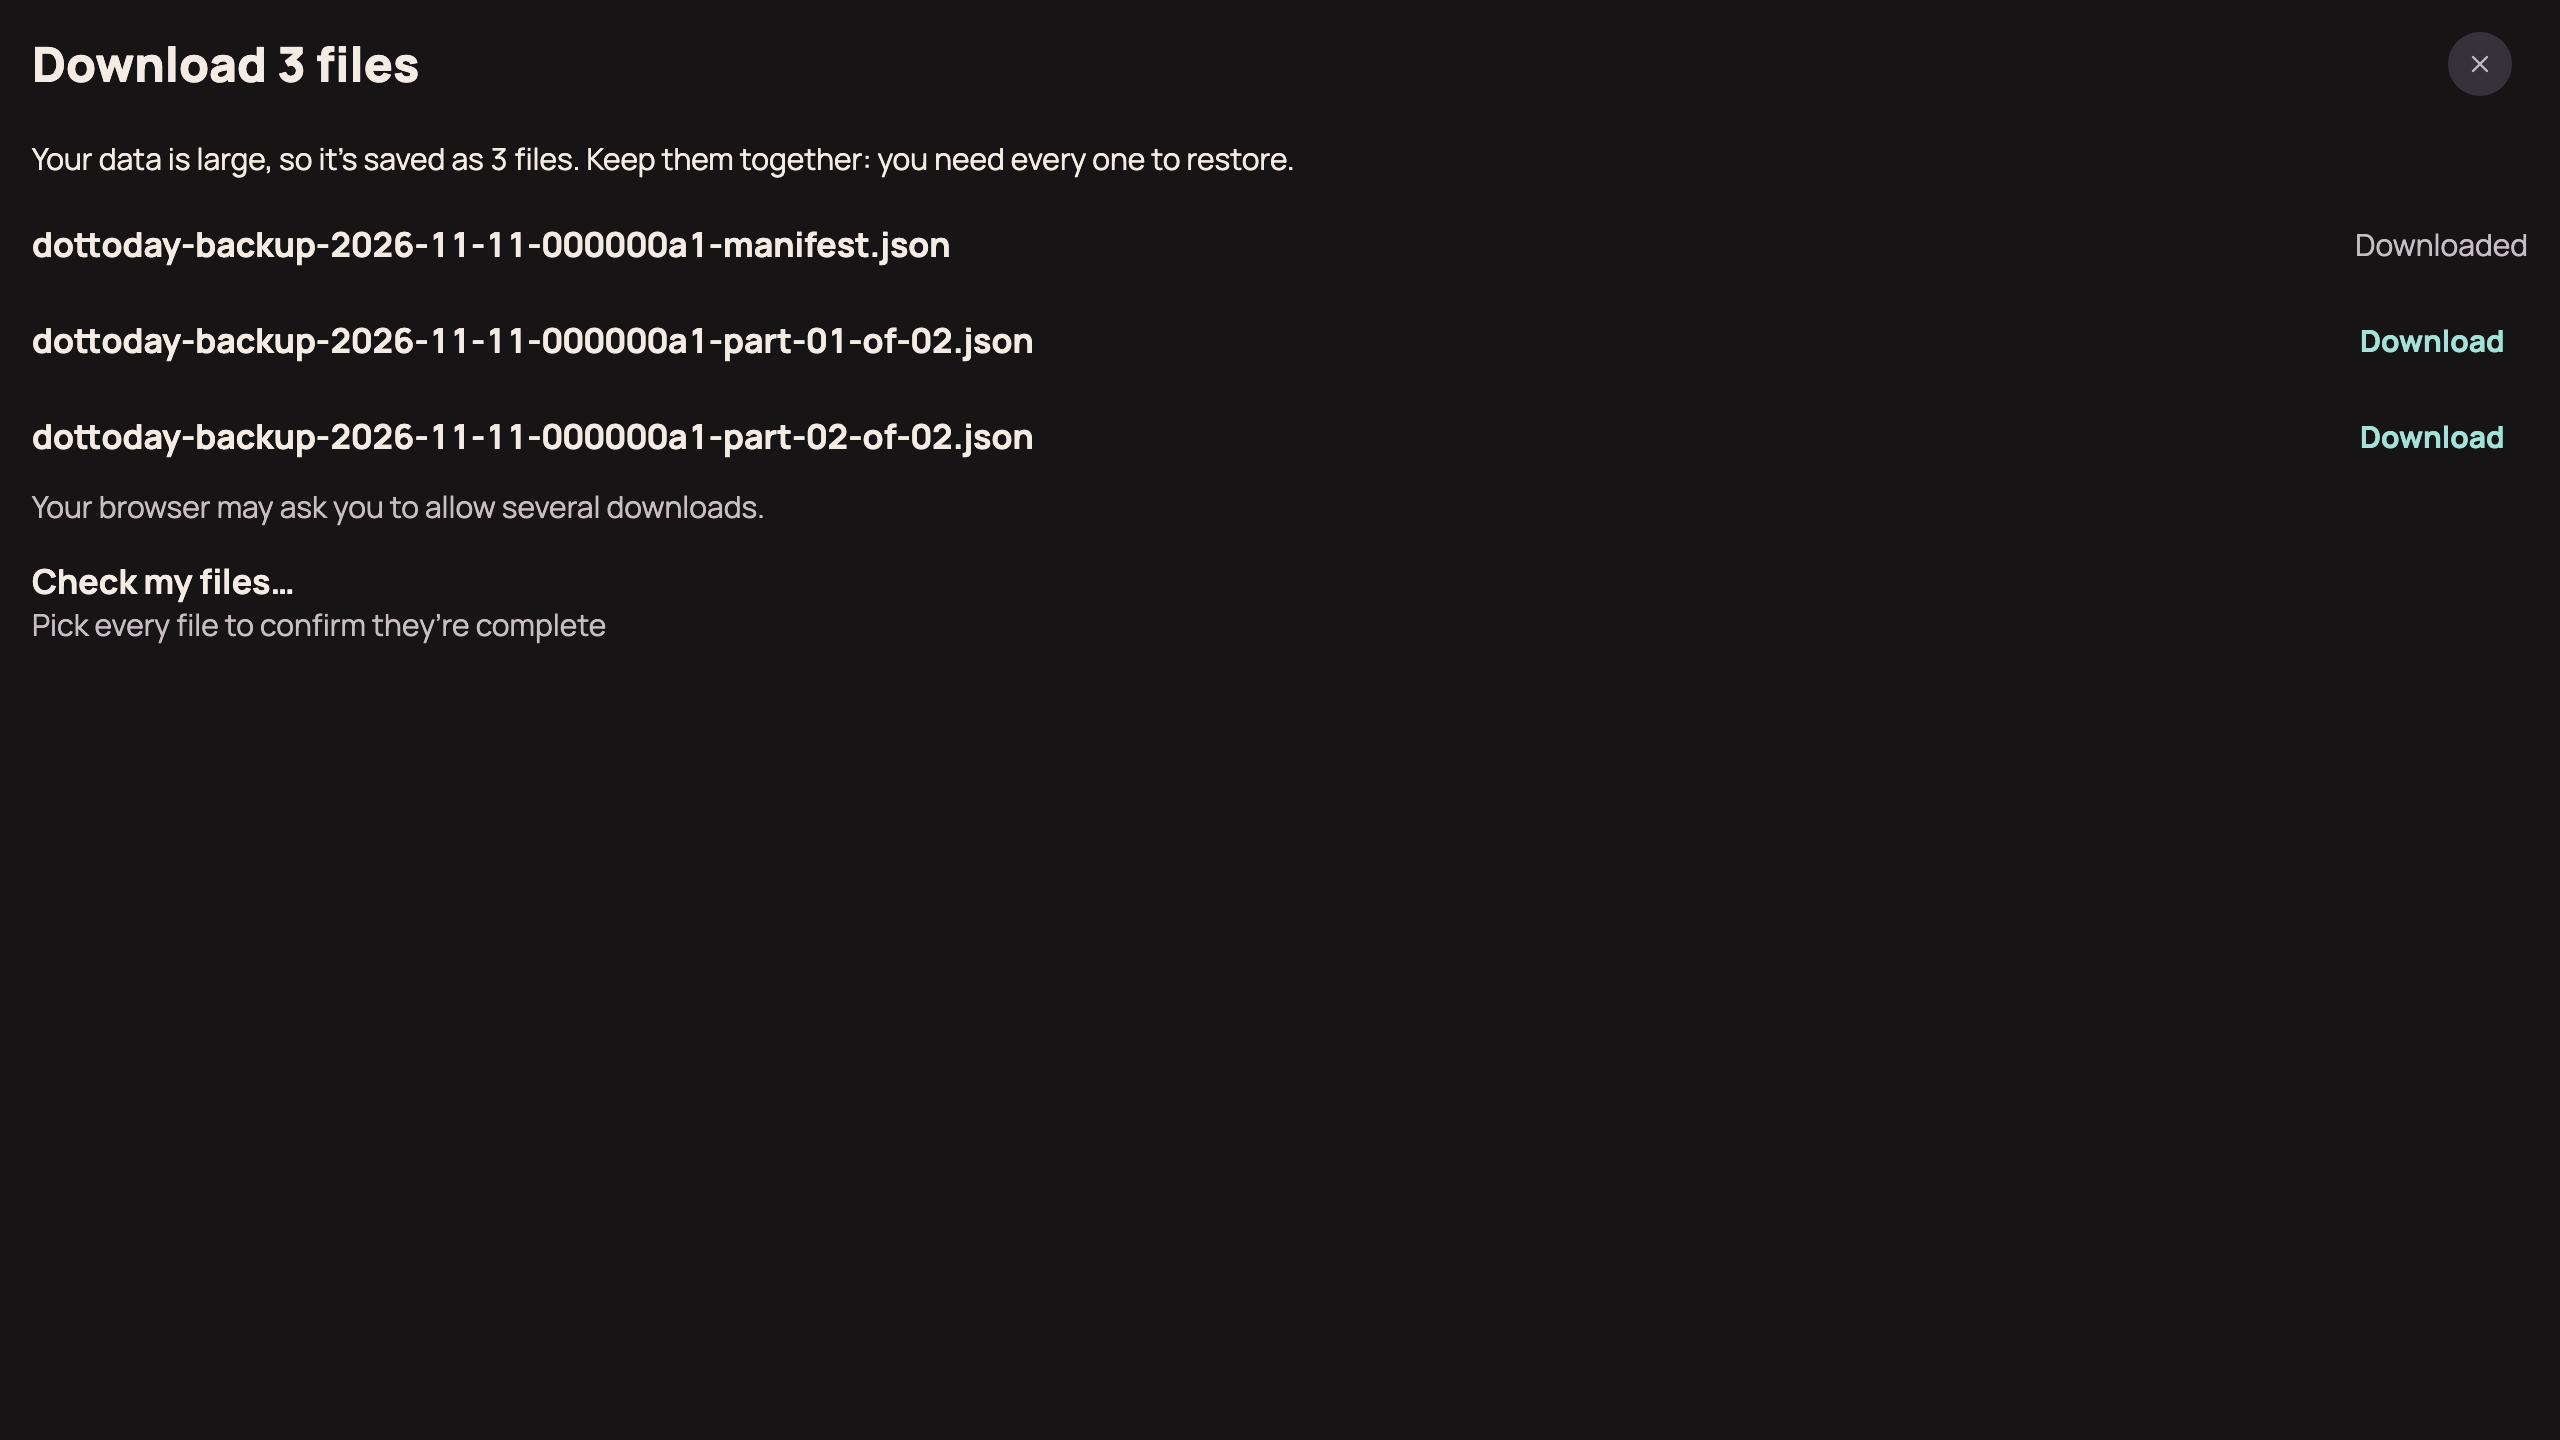 Download 3 files
Your data is large, so it’s saved as 3 files. Keep them together: you need every one to restore.
dottoday-backup-2026-11-11-000000a1-manifest.json
Downloaded
dottoday-backup-2026-11-11-000000a1-part-01-of-02.json
Download
dottoday-backup-2026-11-11-000000a1-part-02-of-02.json
Download
Your browser may ask you to allow several downloads.
Check my files…
Pick every file to confirm they’re complete